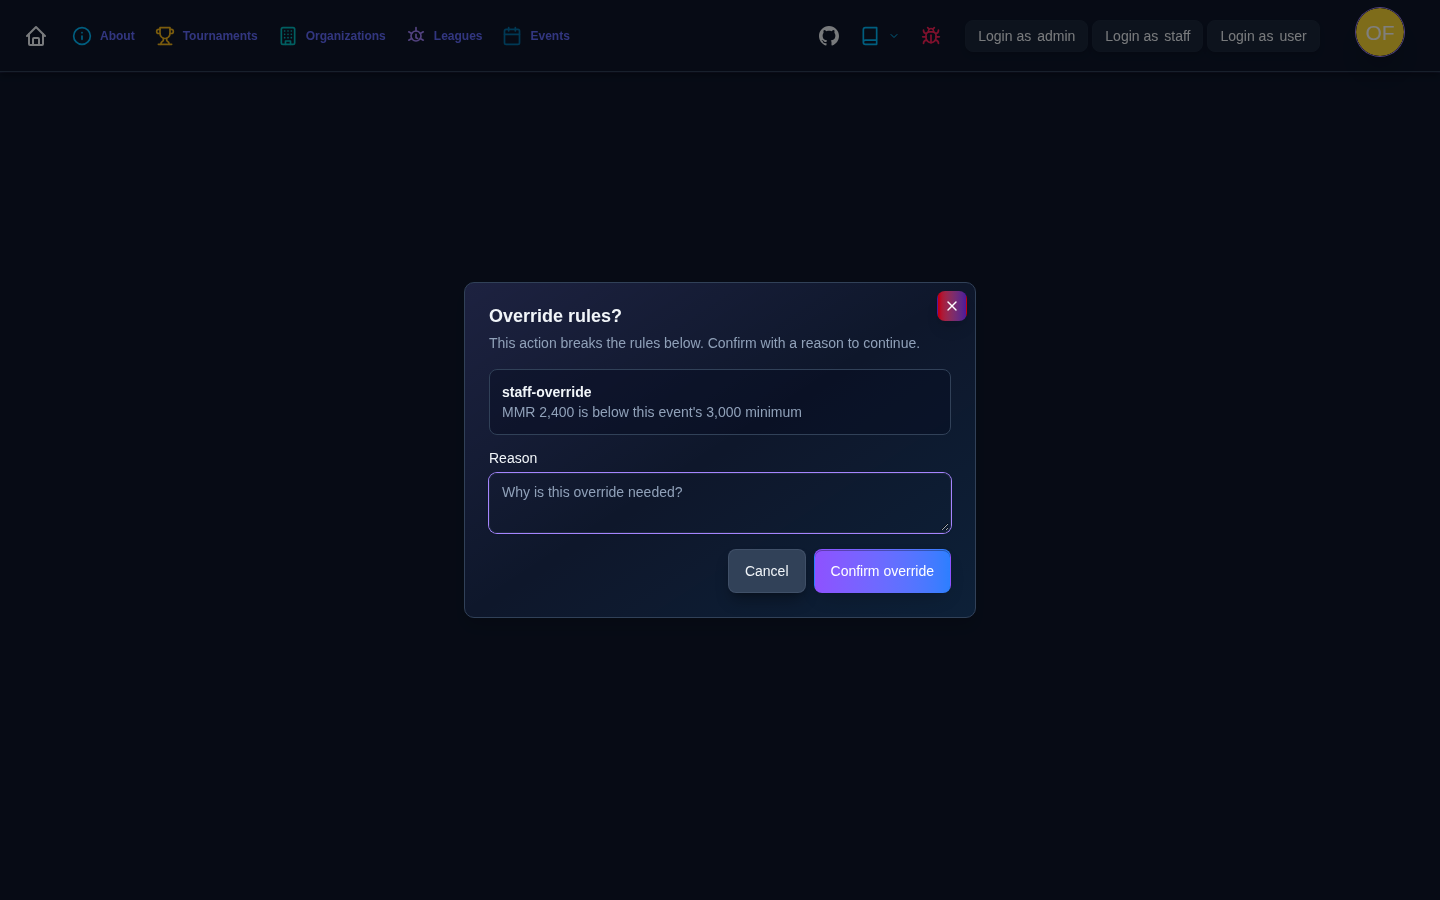 About Tournaments Organizations Leagues Events Login as admin Login as staff Login as user OF
Override rules?
This action breaks the rules below. Confirm with a reason to continue.
staff-override
MMR 2,400 is below this event's 3,000 minimum
Reason
Why is this override needed?
Cancel Confirm override